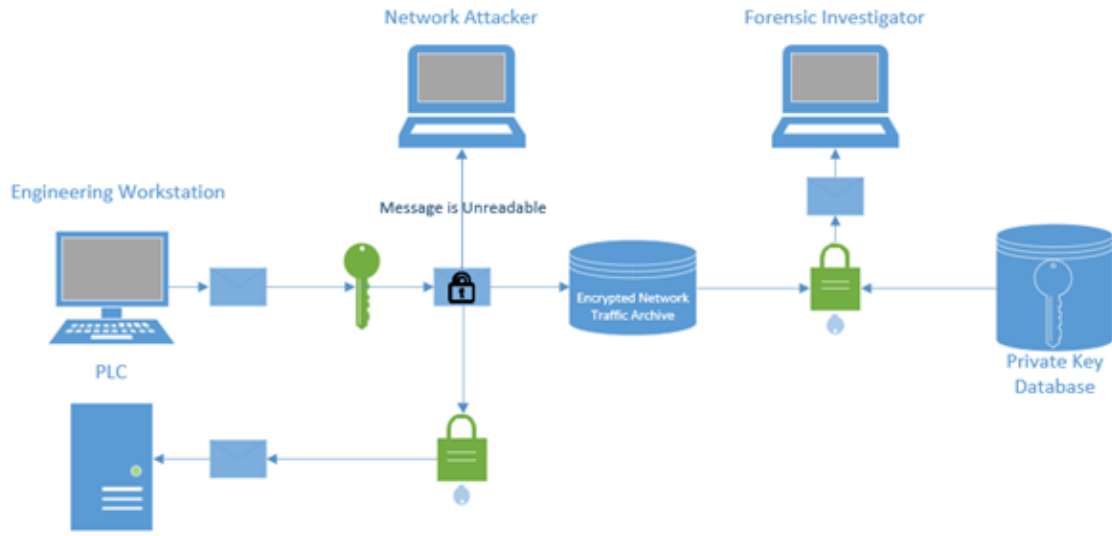 Network Attacker
Forensic Investigator
Engineering Workstation
Message is Unreadable
Encrypted Network
Traffic Archive
PLC
Private Key
Database